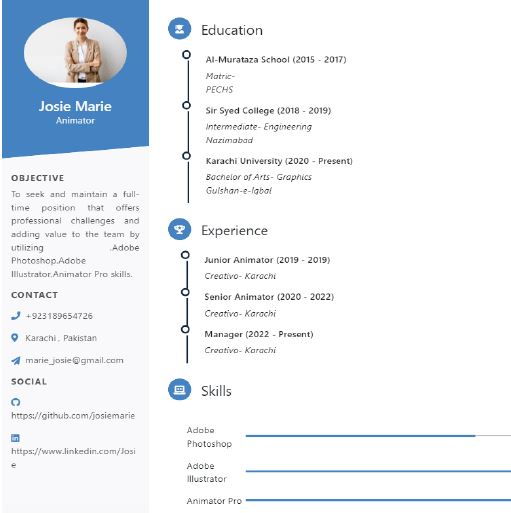 Josie Marie
Animator
OBJECTIVE
To seek and maintain a full-
time position that offers
professional challenges and
adding value to the team by
utilizing .Adobe
Photoshop.Adobe
Illustrator.Animator Pro skills.
CONTACT
+923189654726
Karachi , Pakistan
marie_josie@gmail.com
SOCIAL
https://github.com/josiemarie
https://www.linkedin.com/Josi
e
Education
Al-Murataza School (2015 - 2017)
Matric-
PECHS
Sir Syed College (2018 - 2019)
Intermediate- Engineering
Nazimabad
Karachi University (2020 - Present)
Bachelor of Arts- Graphics
Gulshan-e-Iqbal
Experience
Junior Animator (2019 - 2019)
Creativo- Karachi
Senior Animator (2020 - 2022)
Creativo- Karachi
Manager (2022 - Present)
Creativo- Karachi
Skills
Adobe
Photoshop
Adobe
Illustrator
Animator Pro